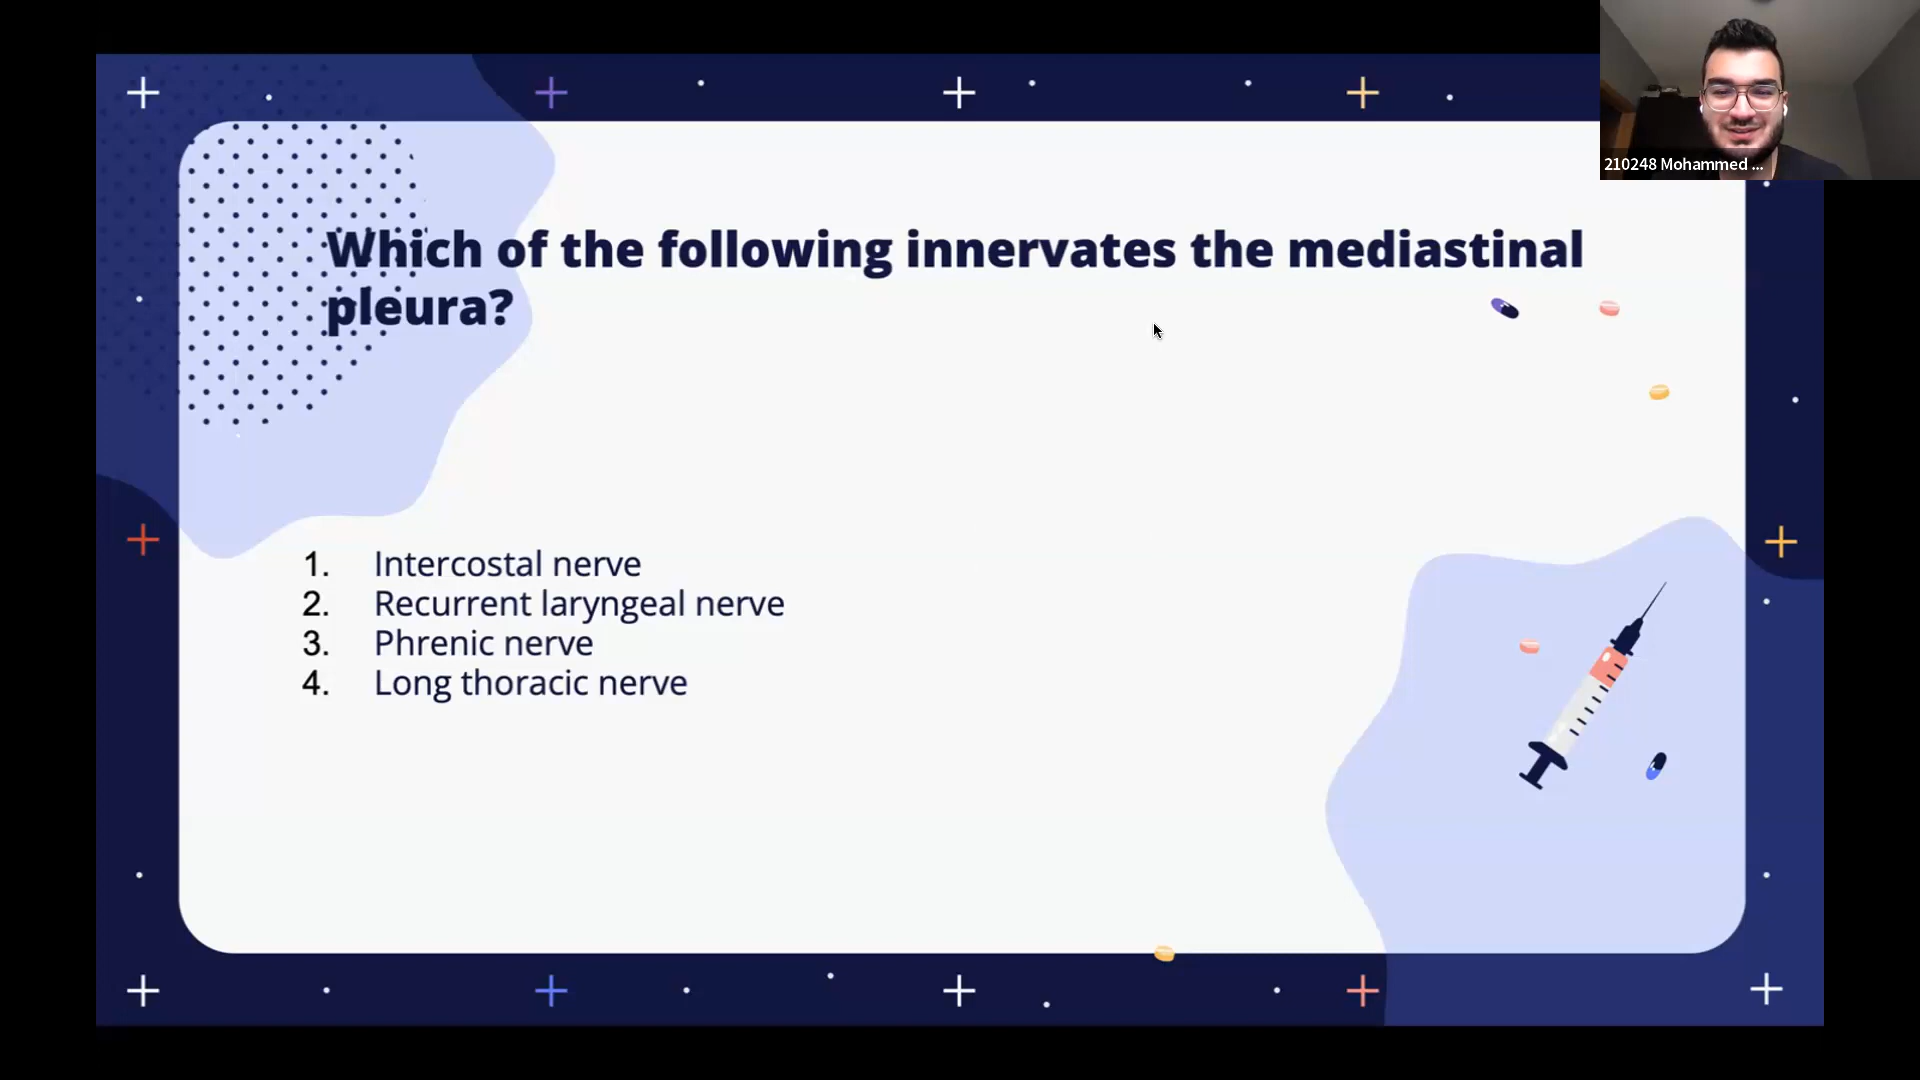 210248 Mohammed ...
Which of the following innervates the mediastinal
pleura?
1. Intercostal nerve
2. Recurrent laryngeal nerve
3. Phrenic nerve
4. Long thoracic nerve